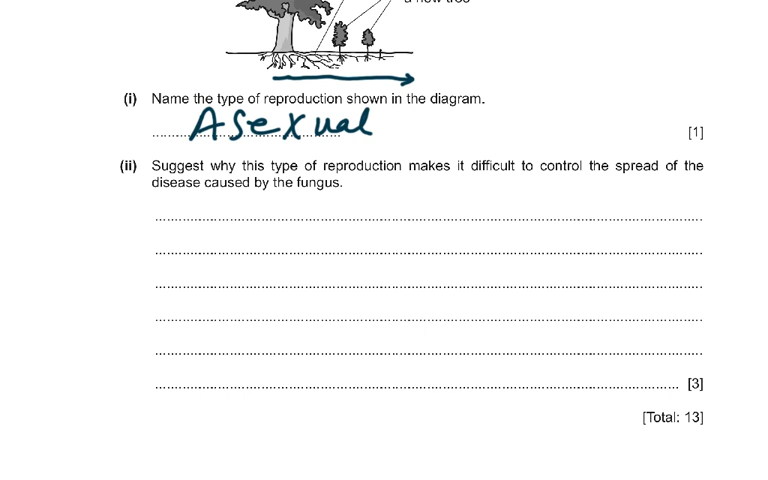 a new tree
(i) Name the type of reproduction shown in the diagram.
Asexual
[1]
(ii) Suggest why this type of reproduction makes it difficult to control the spread of the
disease caused by the fungus.
[3]
[Total: 13]